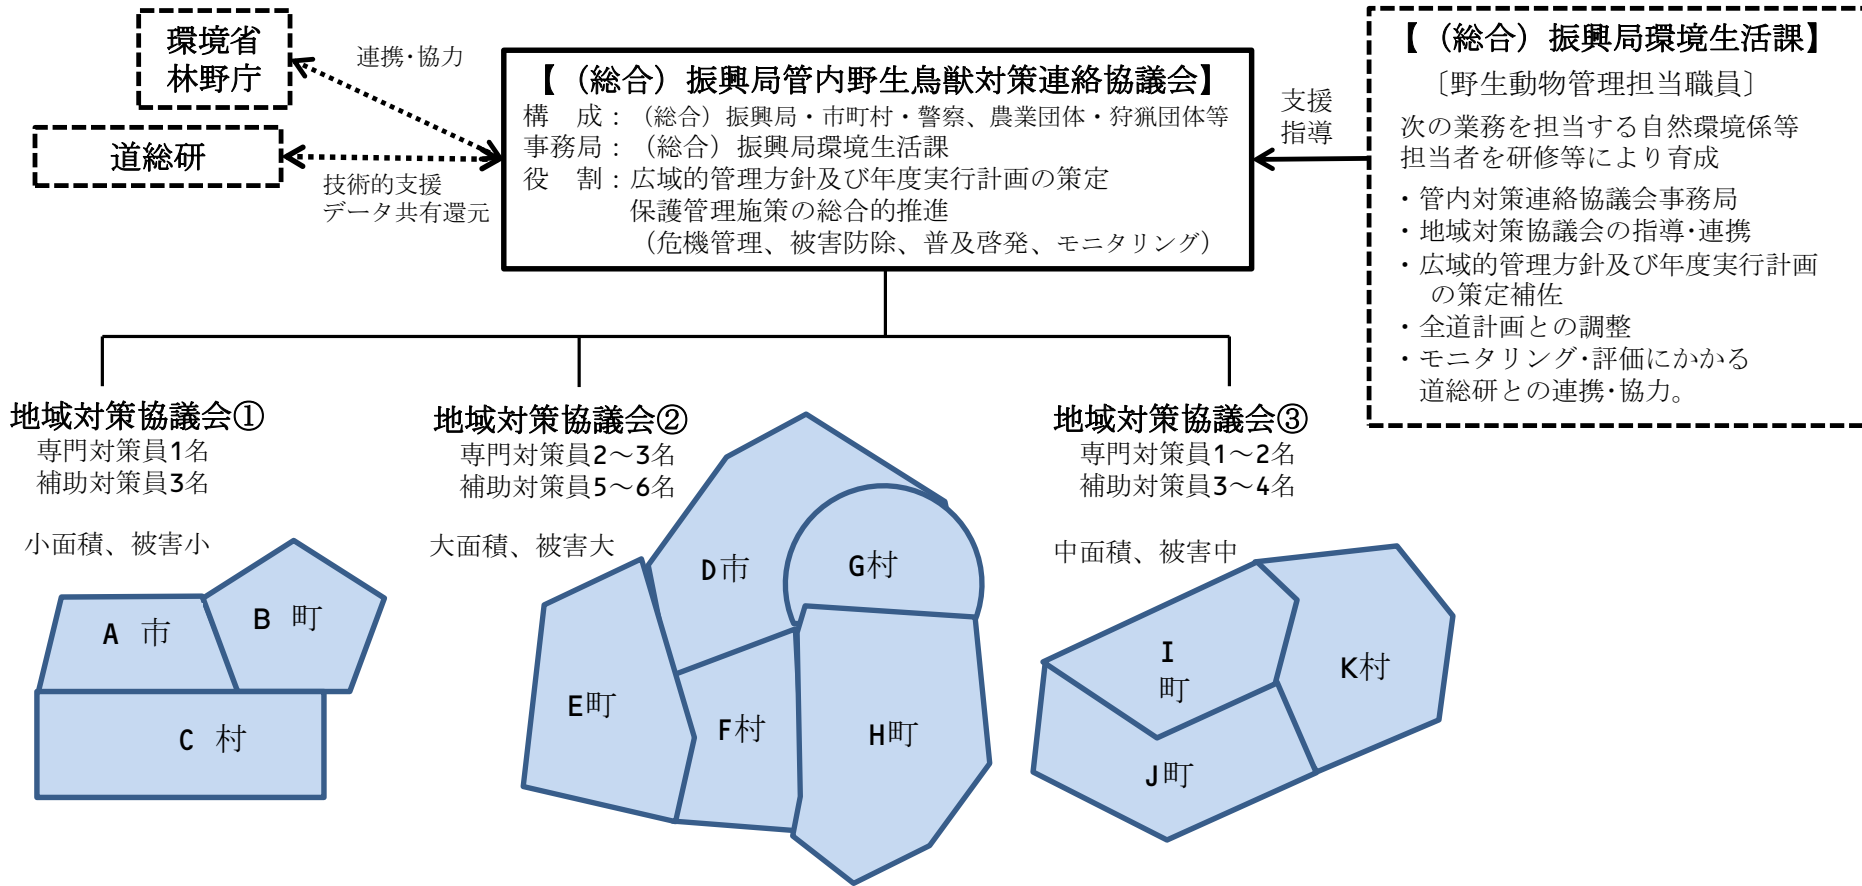 環境省
林野庁
連携・協力
道総研
技術的支援
データ共有還元
【（総合）振興局管内野生鳥獣対策連絡協議会】
構　成：（総合）振興局・市町村・警察、農業団体・狩猟団体等
事務局：（総合）振興局環境生活課
役　割：広域的管理方針及び年度実行計画の策定
保護管理施策の総合的推進
（危機管理、被害防除、普及啓発、モニタリング）
支援
指導
【（総合）振興局環境生活課】
〔野生動物管理担当職員〕
次の業務を担当する自然環境係等
担当者を研修等により育成
・管内対策連絡協議会事務局
・地域対策協議会の指導・連携
・広域的管理方針及び年度実行計画
の策定補佐
・全道計画との調整
・モニタリング・評価にかかる
道総研との連携・協力。
地域対策協議会①
専門対策員1名
補助対策員3名
小面積、被害小
A 市
B 町
C 村
地域対策協議会②
専門対策員2～3名
補助対策員5～6名
大面積、被害大
D市
G村
E町
F村
H町
地域対策協議会③
専門対策員1～2名
補助対策員3～4名
中面積、被害中
I
町
K村
J町